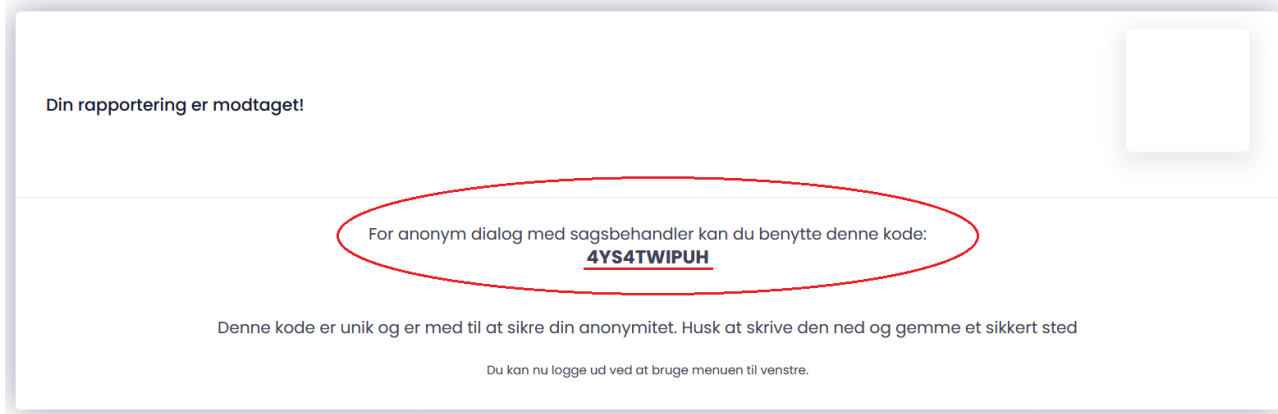 Din rapportering er modtaget!
For anonym dialog med sagsbehandler kan du benytte denne kode:
4YS4TWIPUH
Denne kode er unik og er med til at sikre din anonymitet. Husk at skrive den ned og gemme et sikkert sted
Du kan nu logge ud ved at bruge menuen til venstre.